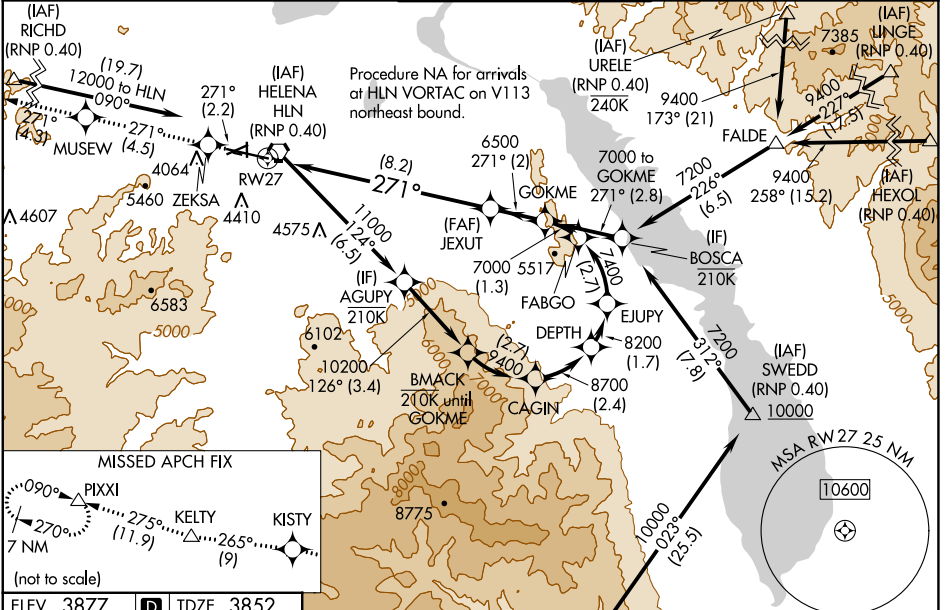 (IAF)
RICHD
(RNP 0.40)
(19.7)
12000 to HLN
090°
271°
(4.3)
MUSEW
271°
(4.5)
271°
(2.2)
4064
ZEKSA
(IAF)
HELENA
HLN
(RNP 0.40)
RW27
Procedure NA for arrivals
at HLN VORTAC on V113
northeast bound.
(IAF)
URELE
(RNP 0.40)
240K
7385
(IAF)
LINGE
(RNP 0.40)
9400
173° (21)
9400
227°
(17.5)
FALDE
9400
258° (15.2)
(IAF)
HEXOL
(RNP 0.40)
7200
226°
(6.5)
(8.2)
271°
6500
271° (2)
GOKME
7000 to
GOKME
271° (2.8)
(FAF)
JEXUT
7000
(1.3)
5517
FABGO
7400
(2.7)
(IF)
BOSCA
210K
5460
4410
4607
4575
11000
124°
(6.5)
(IF)
AGUPY
210K
6583
5000
5000
5000
6102
10200
126° (3.4)
6000
7000
BMACK
210K until
GOKME
(2.7)
9400
CAGIN
8700
(2.4)
DEPTH
8200
(1.7)
EJUPY
7200
312°
(7.8)
(IAF)
SWEDD
(RNP 0.40)
10000
10000
023°
(25.5)
8000
8775
MSA RW27 25 NM
10600
MISSED APCH FIX
090°
PIXXI
270°
7 NM
275°
(11.9)
KELTY
265°
(9)
KISTY
(not to scale)
ELEV 3877
D
TDZE 3852